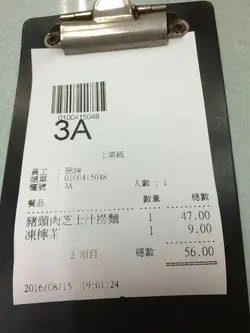 0100415048
3A
上菜紙
員工 :
帳單 : 0100415048
檯號 : 3A 人數 : 1
餐品 數量 總數
豬頸肉芝士汁撈麵 1 47.00
凍檸茶 1 9.00
2 項目 總數 56.00
2016/08/15 19:01:24